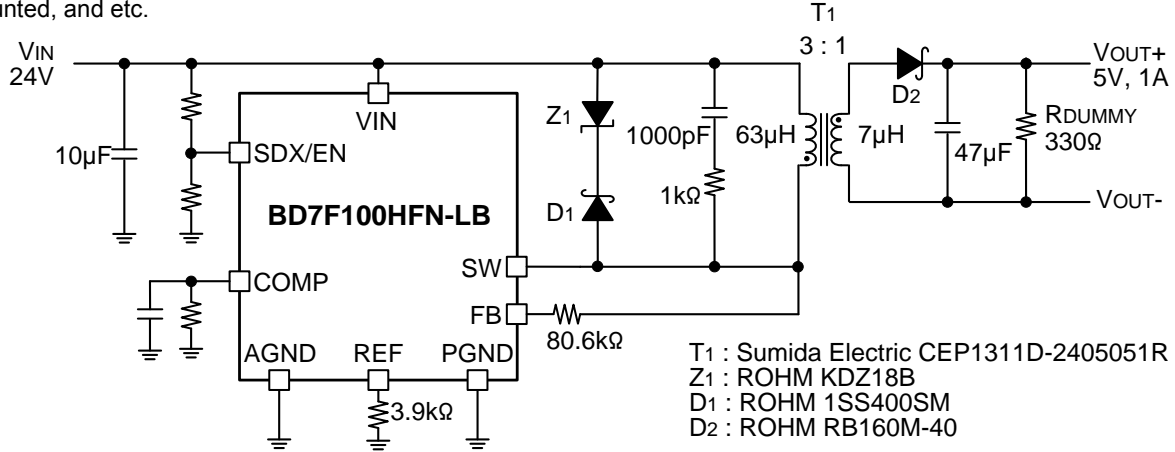 unted, and etc.
T1
3 : 1
VIN
24V
VOUT+
5V, 1A
D2
VIN
Z1
1000pF
63µH
7µH
RDUMMY
330Ω
10µF
SDX/EN
47µF
1kΩ
BD7F100HFN-LB
D1
VOUT-
SW
COMP
FB
80.6kΩ
AGND REF PGND
3.9kΩ
T1 : Sumida Electric CEP1311D-2405051R
Z1 : ROHM KDZ18B
D1 : ROHM 1SS400SM
D2 : ROHM RB160M-40